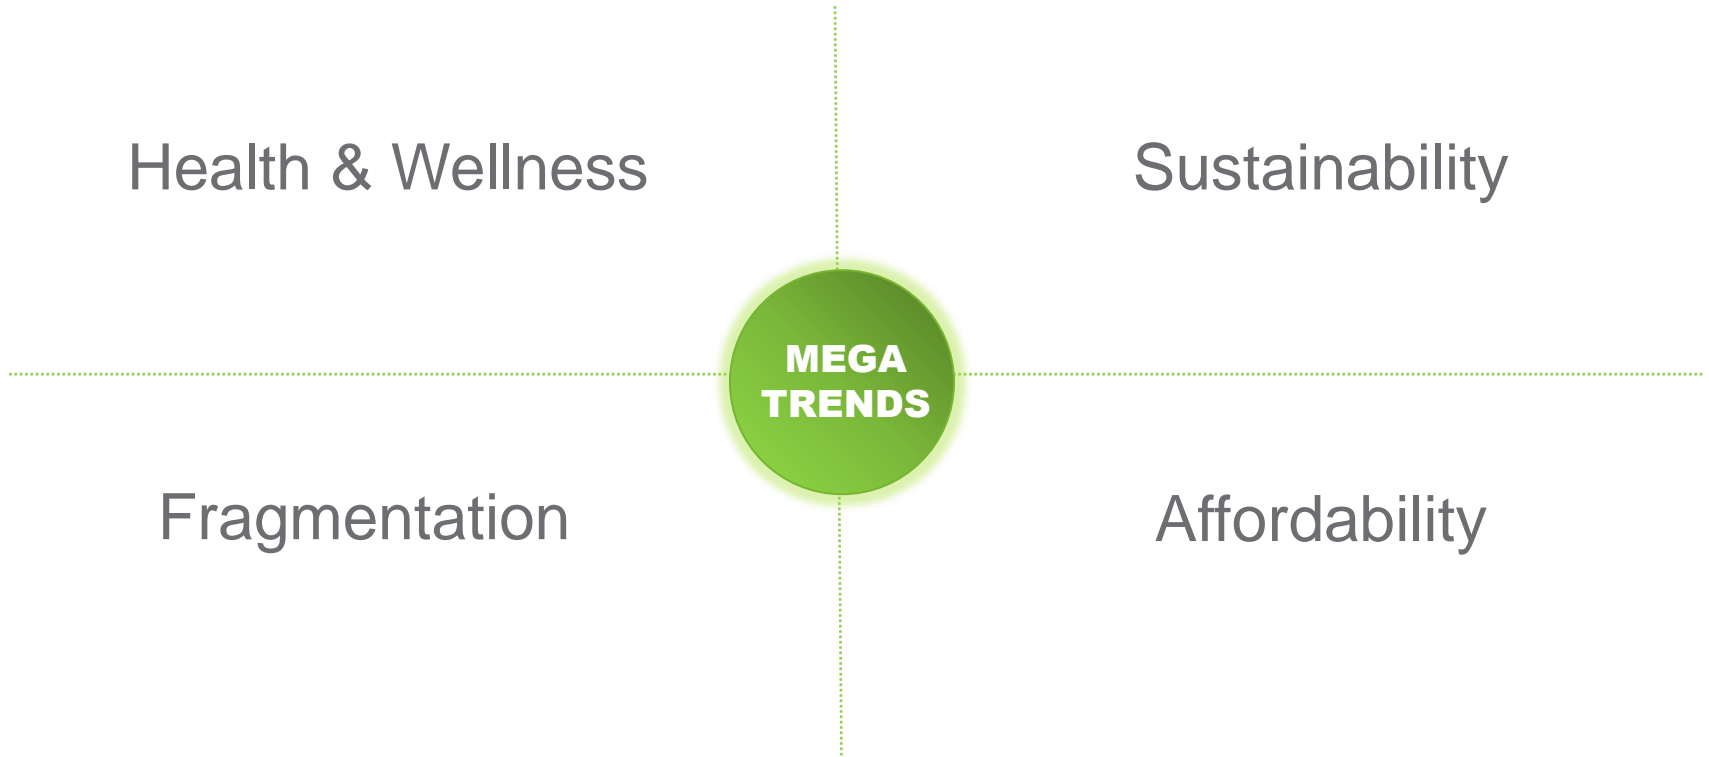 Health & Wellness
Sustainability
MEGA
TRENDS
Fragmentation
Affordability